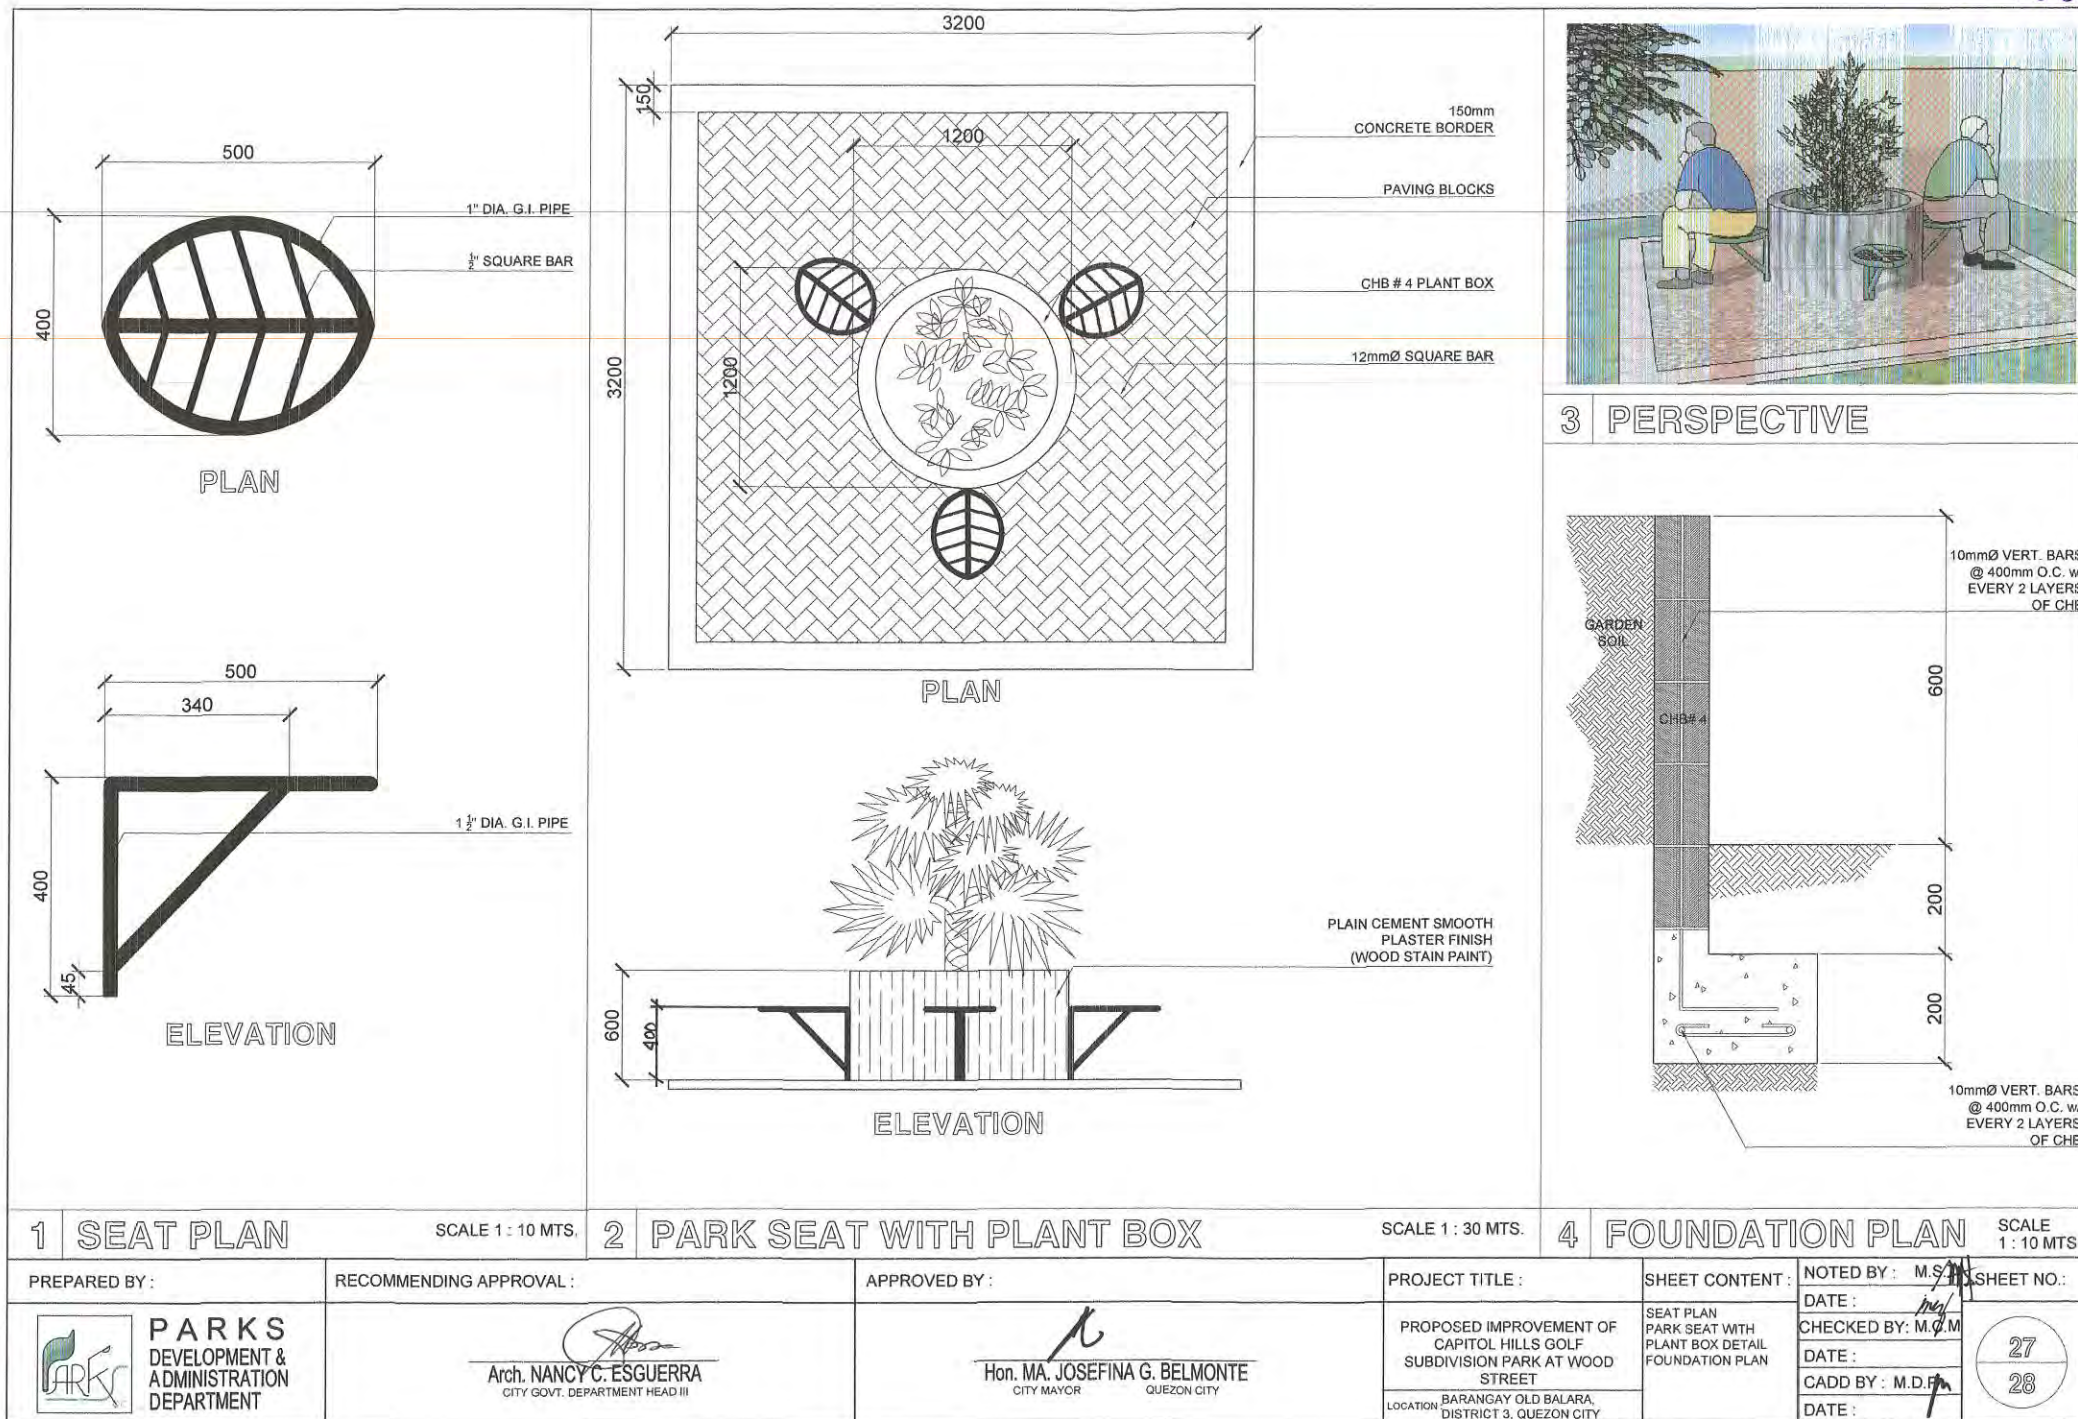 500
1" DIA. G.I. PIPE
½" SQUARE BAR
400
PLAN
500
340
1 ½" DIA. G.I. PIPE
400
45
ELEVATION
1 SEAT PLAN SCALE 1 : 10 MTS.
3200
150
150mm
CONCRETE BORDER
1200
PAVING BLOCKS
CHB # 4 PLANT BOX
12mmØ SQUARE BAR
3200
1200
PLAN
PLAIN CEMENT SMOOTH
PLASTER FINISH
(WOOD STAIN PAINT)
600
400
ELEVATION
2 PARK SEAT WITH PLANT BOX SCALE 1 : 30 MTS.
3 PERSPECTIVE
10mmØ VERT. BARS
@ 400mm O.C. w
EVERY 2 LAYERS
OF CHB
GARDEN
SOIL
600
CHB# 4
200
200
10mmØ VERT. BARS
@ 400mm O.C. w/
EVERY 2 LAYERS
OF CHB
4 FOUNDATION PLAN SCALE
1 : 10 MTS
PREPARED BY :
PARKS
DEVELOPMENT &
ADMINISTRATION
DEPARTMENT
RECOMMENDING APPROVAL :
Arch. NANCY C. ESGUERRA
CITY GOVT. DEPARTMENT HEAD III
APPROVED BY :
Hon. MA. JOSEFINA G. BELMONTE
CITY MAYOR QUEZON CITY
PROJECT TITLE :
PROPOSED IMPROVEMENT OF
CAPITOL HILLS GOLF
SUBDIVISION PARK AT WOOD
STREET
LOCATION BARANGAY OLD BALARA,
DISTRICT 3, QUEZON CITY
SHEET CONTENT :
SEAT PLAN
PARK SEAT WITH
PLANT BOX DETAIL
FOUNDATION PLAN
NOTED BY : M.S.
DATE :
CHECKED BY: M.Q.M
DATE :
CADD BY : M.D.
DATE :
SHEET NO.:
27
28